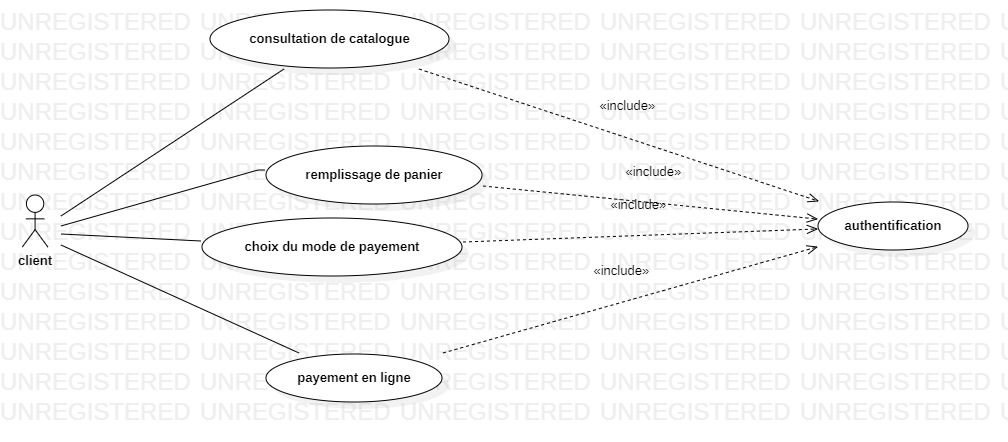 consultation de catalogue
«include»
remplissage de panier
«include»
«include»
authentification
choix du mode de payement
client
«include»
payement en ligne
UNREGISTERED UNREGISTERED UNREGISTERED UNREGISTERED UNREGISTERED